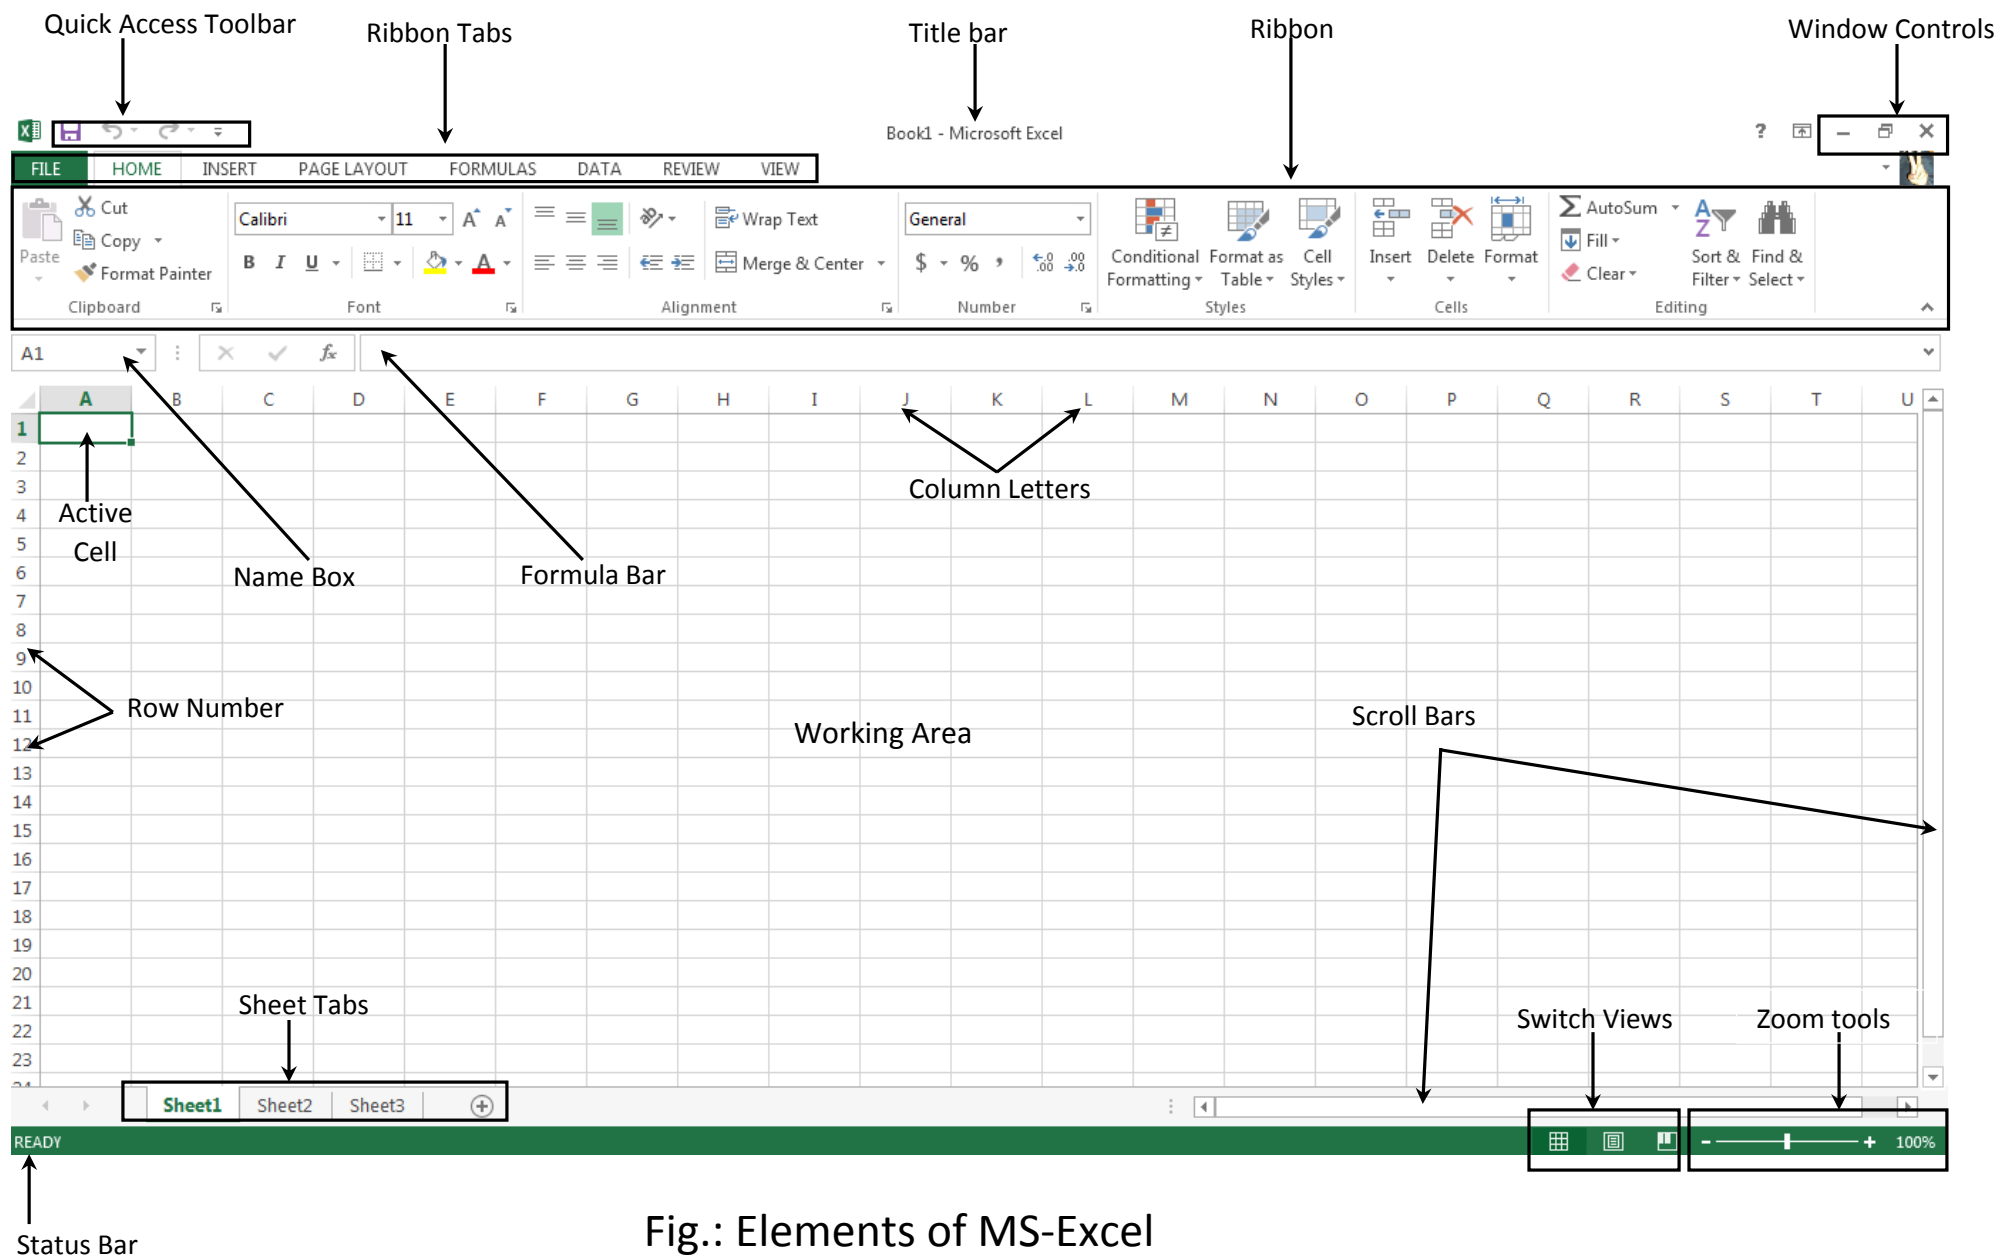 Quick Access Toolbar
Ribbon Tabs
Title bar
Ribbon
Window Controls
Book1 - Microsoft Excel
?
FILE HOME INSERT PAGE LAYOUT FORMULAS DATA REVIEW VIEW
Paste
Cut
Copy
Format Painter
Clipboard
Calibri 11 A A
B I U A
Font
Wrap Text
Merge & Center
Alignment
General
$ % , .0 .00 .00 .0
Number
Conditional Formatting
Format as Table
Cell Styles
Styles
Insert Delete Format
Cells
AutoSum
Fill
Clear
Sort & Filter
Find & Select
Editing
A1 fx
A B C D E F G H I J K L M N O P Q R S T U
1
2
3
4
5
6
7
8
9
10
11
12
13
14
15
16
17
18
19
20
21
22
23
24
Active
Cell
Name Box
Formula Bar
Column Letters
Row Number
Working Area
Scroll Bars
Sheet Tabs
Switch Views
Zoom tools
Sheet1 Sheet2 Sheet3
READY
100%
Status Bar
Fig.: Elements of MS-Excel